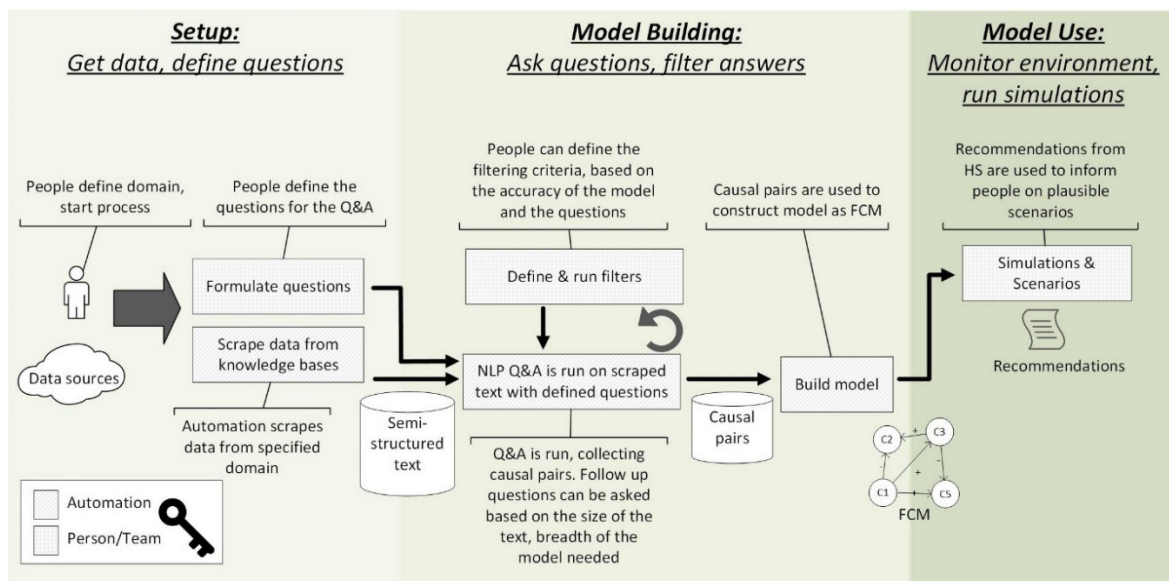 Setup:
Get data, define questions
Model Building:
Ask questions, filter answers
Model Use:
Monitor environment,
run simulations
People define domain,
start process
People define the
questions for the Q&A
People can define the
filtering criteria, based on
the accuracy of the model
and the questions
Causal pairs are used to
construct model as FCM
Recommendations from
HS are used to inform
people on plausible
scenarios
Formulate questions
Define & run filters
Simulations &
Scenarios
Scrape data from
knowledge bases
Data sources
NLP Q&A is run on scraped
text with defined questions
Build model
Recommendations
Automation scrapes
data from specified
domain
Semi-
structured
text
Q&A is run, collecting
causal pairs. Follow up
questions can be asked
based on the size of the
text, breadth of the
model needed
Causal
pairs
C2
C3
C1
C5
+
-
-
+
+
FCM
Automation
Person/Team